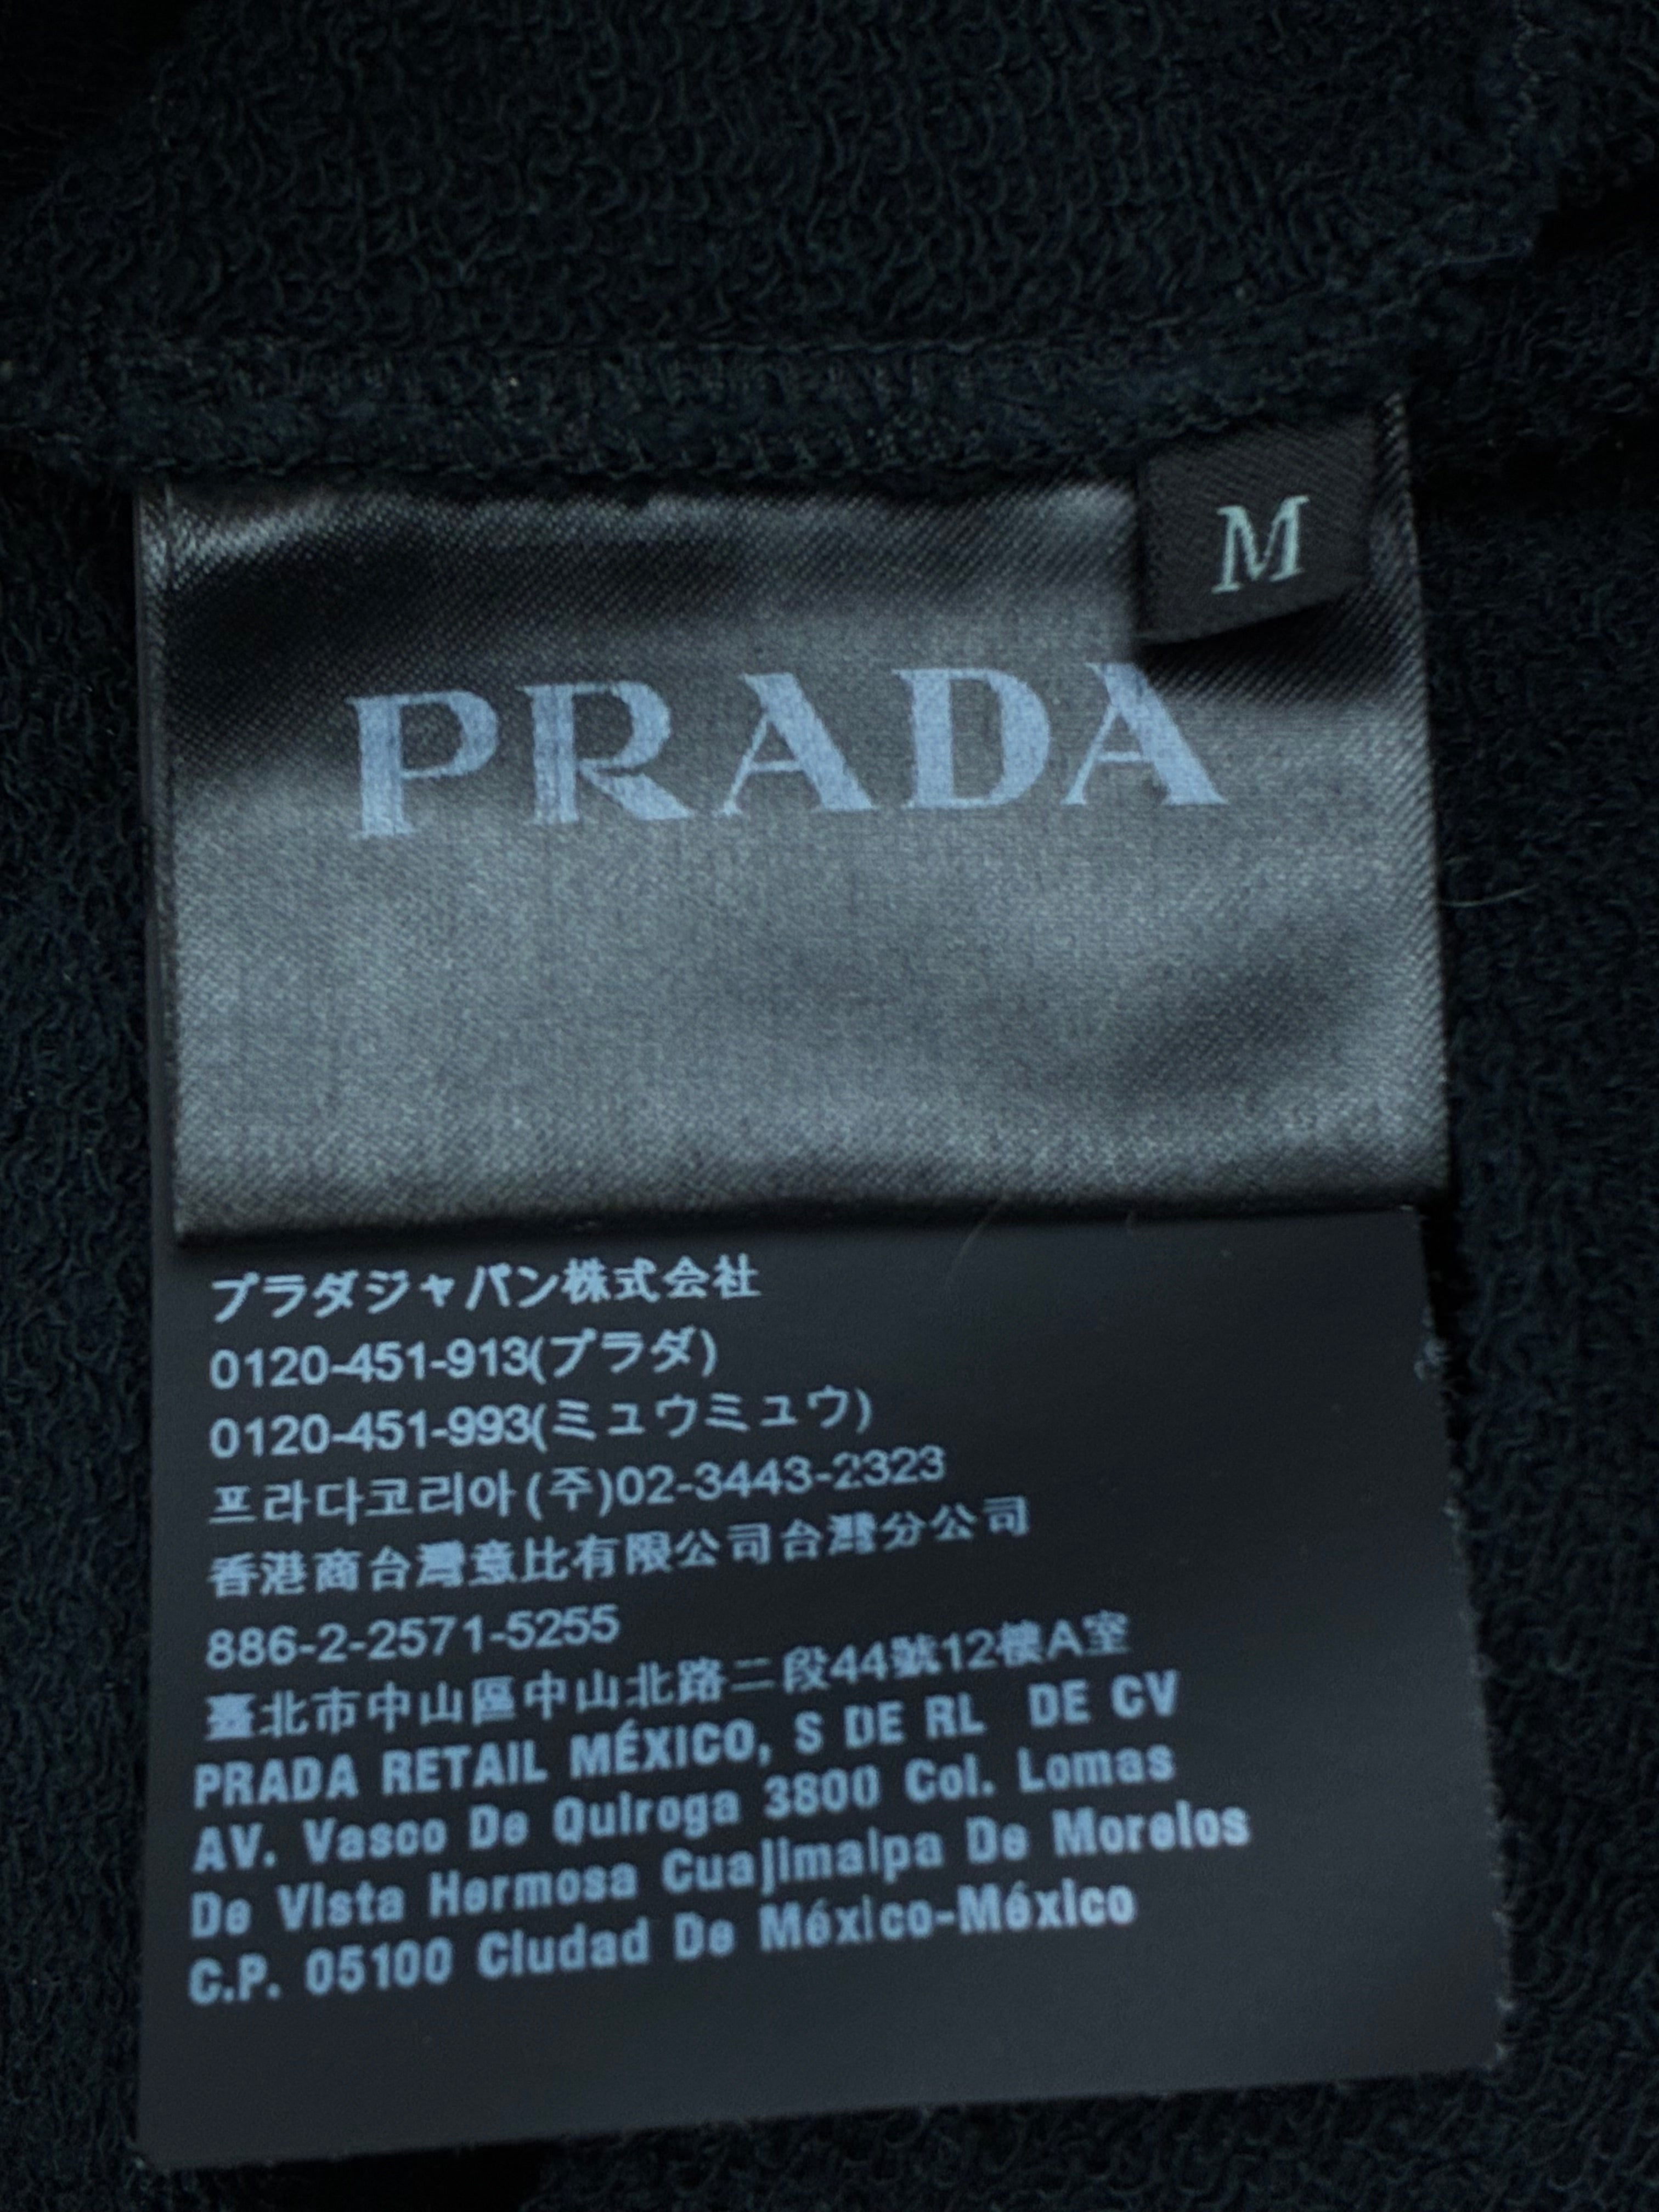 M
PRADA
プラダジャパン株式会社
0120-451-913(プラダ)
0120-451-993(ミュウミュウ)
프라다코리아(주)02-3443-2323
香港商台灣意比有限公司台灣分公司
886-2-2571-5255
臺北市中山區中山北路二段44號12樓A室
PRADA RETAIL MÉXICO, S DE RL DE CV
AV. Vasco De Quiroga 3800 Col. Lomas
De Vista Hermosa Cuajimalpa De Morelos
C.P. 05100 Ciudad De México-México